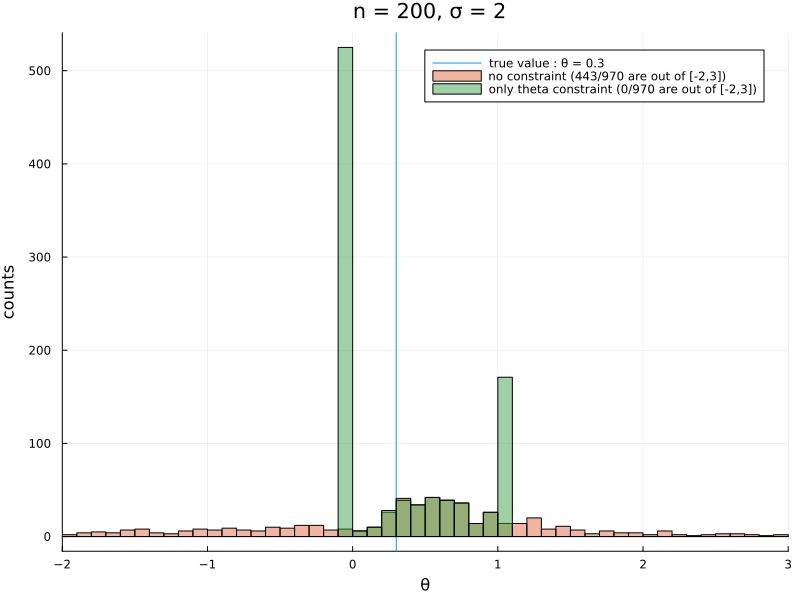 n = 200, σ = 2
true value : θ = 0.3
no constraint (443/970 are out of [-2,3])
only theta constraint (0/970 are out of [-2,3])
counts
500
400
300
200
100
0
−2 −1 0 1 2 3
θ